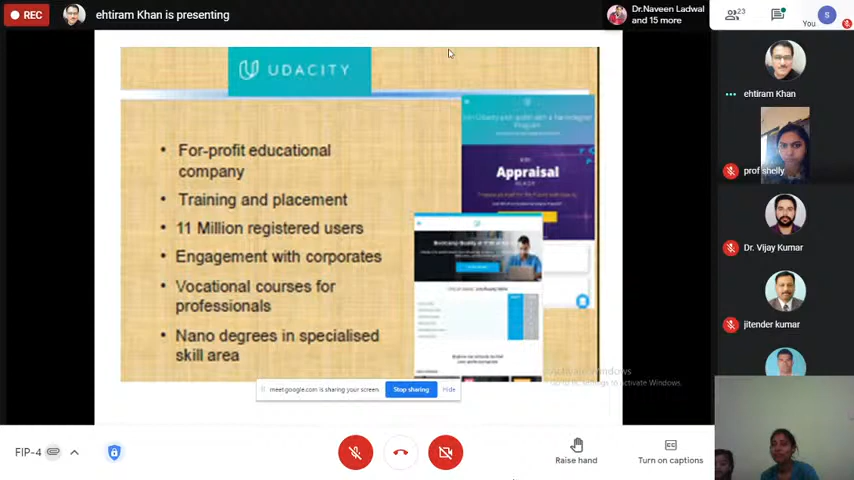 REC
ehtiram Khan is presenting
Dr.Naveen Ladwal
and 15 more
23
S
You
UDACITY
• For-profit educational
company
• Training and placement
• 11 Million registered users
• Engagement with corporates
• Vocational courses for
professionals
• Nano degrees in specialised
skill area
Appraisal
ehtiram Khan
prof shelly
Dr. Vijay Kumar
jitender kumar
meet.google.com is sharing your screen
Stop sharing
Hide
FIP-4
Raise hand
Turn on captions